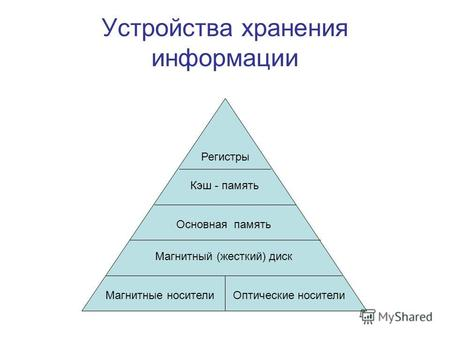 Устройства хранения
информации
Регистры
Кэш - память
Основная память
Магнитный (жесткий) диск
Магнитные носители Оптические носители
MyShared